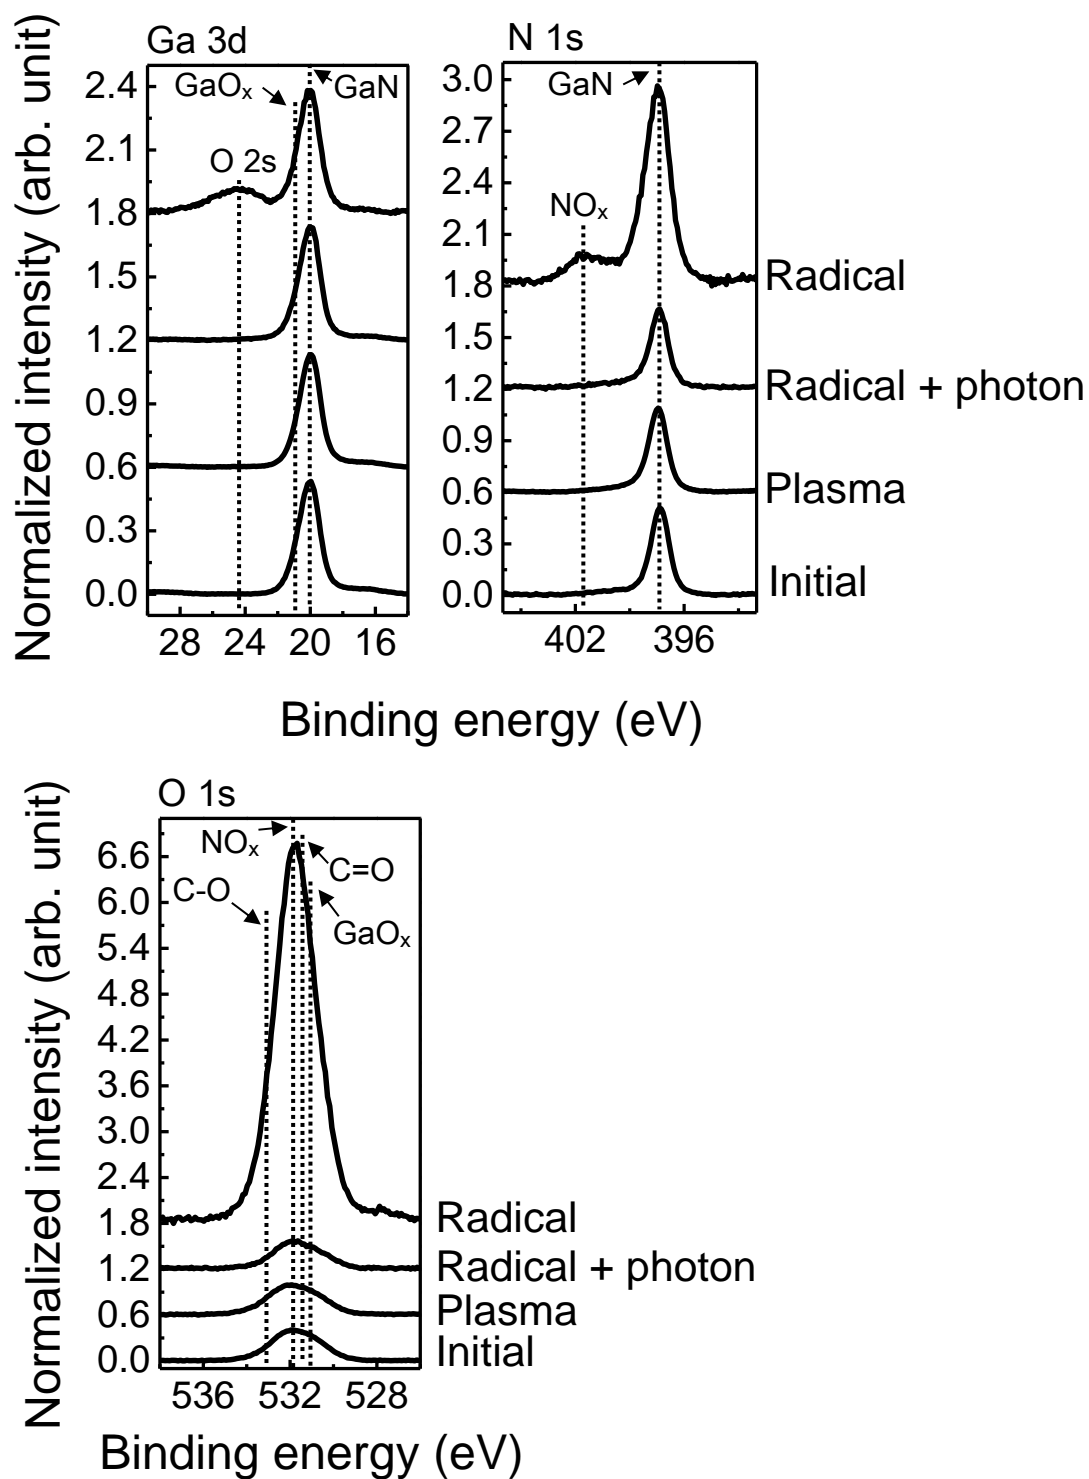 Ga 3d
N 1s
Normalized intensity (arb. unit)
2.4
2.1
1.8
1.5
1.2
0.9
0.6
0.3
0.0
GaOₓ
GaN
O 2s
28 24 20 16
3.0
2.7
2.4
2.1
1.8
1.5
1.2
0.9
0.6
0.3
0.0
GaN
NOₓ
402 396
Radical
Radical + photon
Plasma
Initial
Binding energy (eV)
O 1s
Normalized intensity (arb. unit)
6.6
6.0
5.4
4.8
4.2
3.6
3.0
2.4
1.8
1.2
0.6
0.0
NOₓ
C=O
C-O
GaOₓ
Radical
Radical + photon
Plasma
Initial
536 532 528
Binding energy (eV)